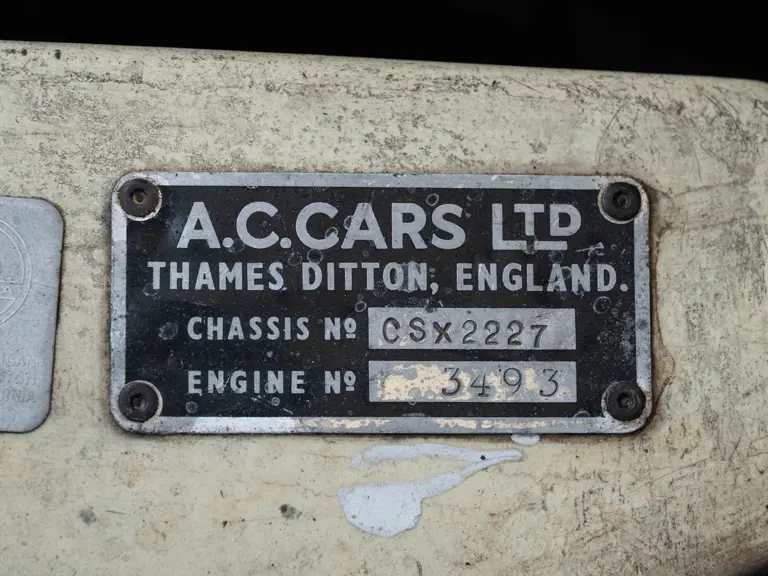 A.C.CARS LTD
THAMES DITTON, ENGLAND.
CHASSIS Nº CSX2227
ENGINE Nº 3493